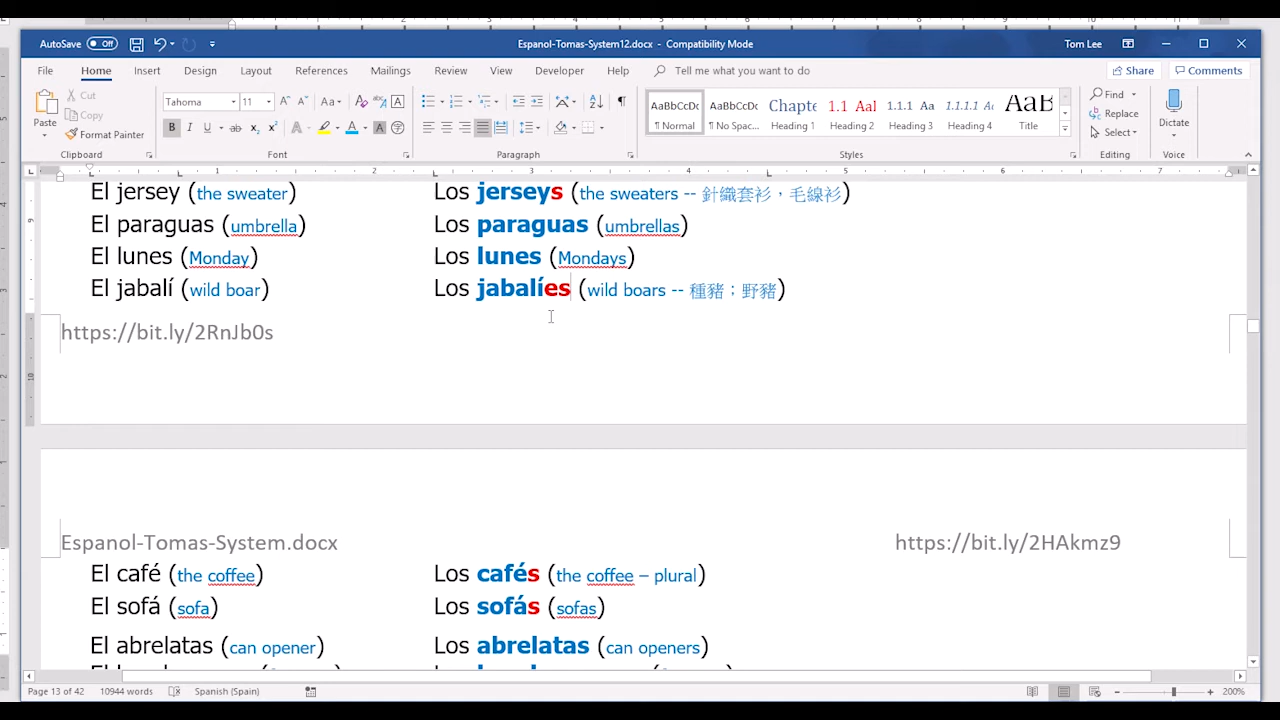 AutoSave Off
Espanol-Tomas-System12.docx - Compatibility Mode
Tom Lee
File Home Insert Design Layout References Mailings Review View Developer Help Tell me what you want to do Share Comments
Paste
Cut
Copy
Format Painter
Clipboard
Tahoma 11
Font
Paragraph
AaBbCcDc ¶ Normal
AaBbCcDc ¶ No Spac...
Chapte Heading 1
1.1 Aal Heading 2
1.1.1 Aa Heading 3
1.1.1.1 Aa Heading 4
AaBb Title
Styles
Find
Replace
Select
Editing
Dictate
Voice
El jersey (the sweater) Los jerseys (the sweaters -- 針織套衫，毛線衫)
El paraguas (umbrella) Los paraguas (umbrellas)
El lunes (Monday) Los lunes (Mondays)
El jabalí (wild boar) Los jabalíes (wild boars -- 種豬；野豬)
https://bit.ly/2RnJb0s
Espanol-Tomas-System.docx https://bit.ly/2HAkmz9
El café (the coffee) Los cafés (the coffee – plural)
El sofá (sofa) Los sofás (sofas)
El abrelatas (can opener) Los abrelatas (can openers)
Page 13 of 42 10944 words Spanish (Spain) 200%